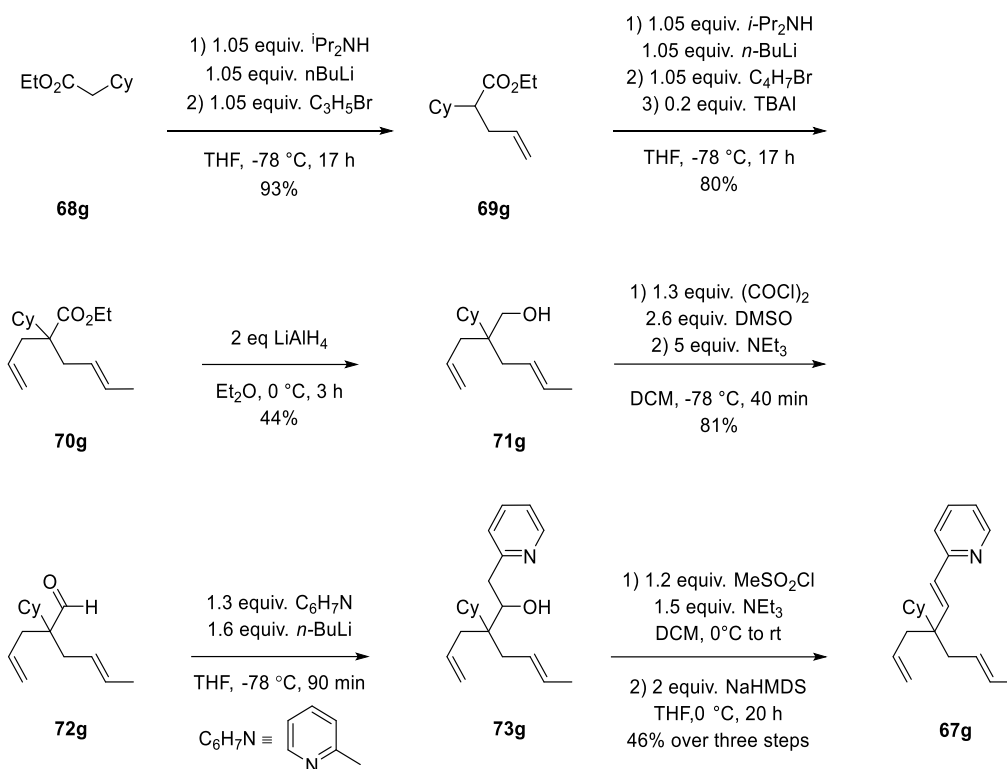 EtO₂C
Cy
1) 1.05 equiv. ⁱPr₂NH
1.05 equiv. nBuLi
2) 1.05 equiv. C₃H₅Br
THF, -78 °C, 17 h
93%
68g
CO₂Et
Cy
69g
1) 1.05 equiv. i-Pr₂NH
1.05 equiv. n-BuLi
2) 1.05 equiv. C₄H₇Br
3) 0.2 equiv. TBAI
THF, -78 °C, 17 h
80%
Cy
CO₂Et
70g
2 eq LiAlH₄
Et₂O, 0 °C, 3 h
44%
Cy
OH
71g
1) 1.3 equiv. (COCl)₂
2.6 equiv. DMSO
2) 5 equiv. NEt₃
DCM, -78 °C, 40 min
81%
O
Cy
H
72g
1.3 equiv. C₆H₇N
1.6 equiv. n-BuLi
THF, -78 °C, 90 min
C₆H₇N ≡
N
N
Cy
OH
73g
1) 1.2 equiv. MeSO₂Cl
1.5 equiv. NEt₃
DCM, 0°C to rt
2) 2 equiv. NaHMDS
THF,0 °C, 20 h
46% over three steps
N
Cy
67g